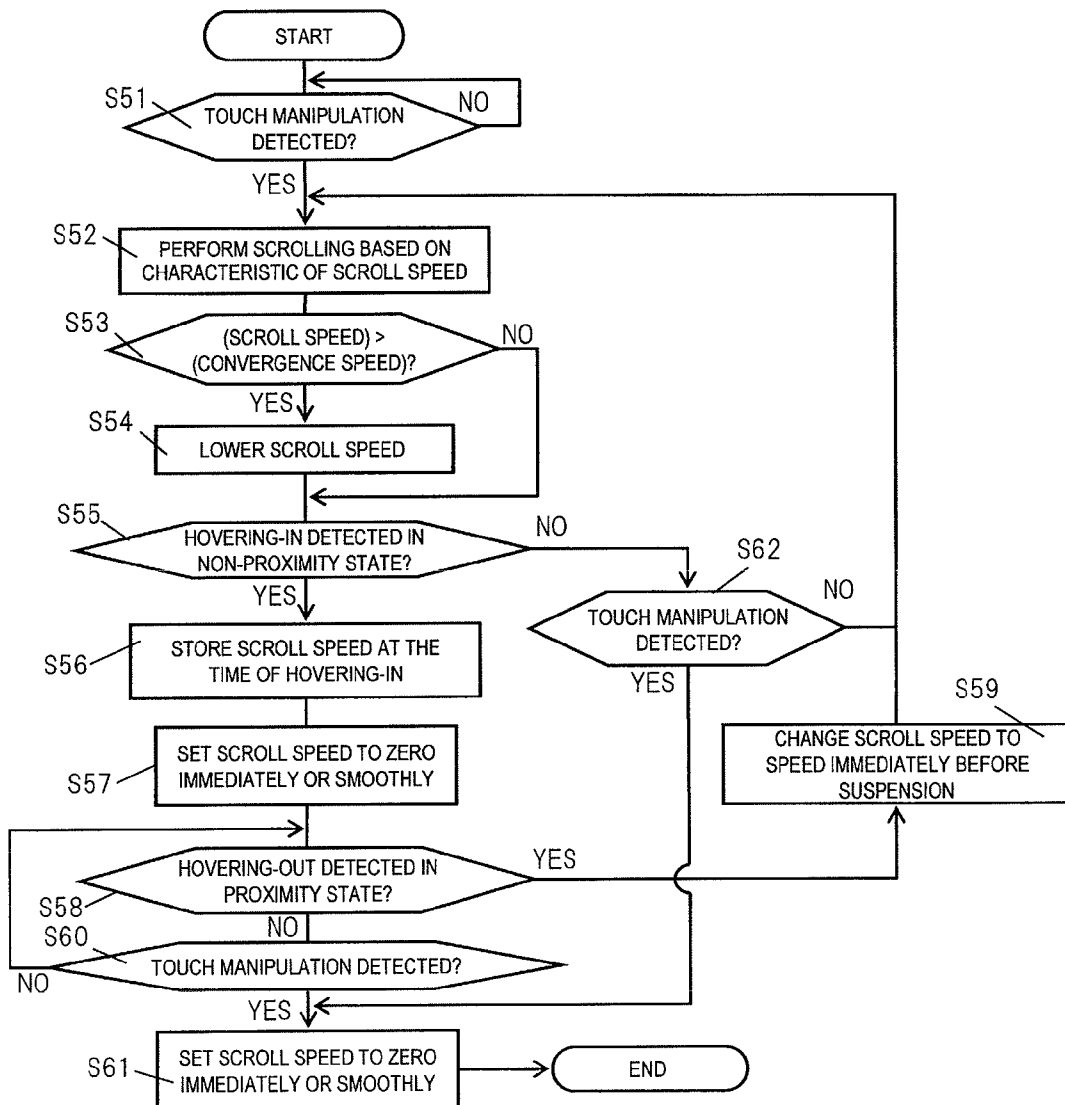 START
S51
TOUCH MANIPULATION
DETECTED?
NO
YES
S52
PERFORM SCROLLING BASED ON
CHARACTERISTIC OF SCROLL SPEED
S53
(SCROLL SPEED) >
(CONVERGENCE SPEED)?
NO
YES
S54
LOWER SCROLL SPEED
S55
HOVERING-IN DETECTED IN
NON-PROXIMITY STATE?
NO
YES
S62
TOUCH MANIPULATION
DETECTED?
NO
YES
S56
STORE SCROLL SPEED AT THE
TIME OF HOVERING-IN
S57
SET SCROLL SPEED TO ZERO
IMMEDIATELY OR SMOOTHLY
S59
CHANGE SCROLL SPEED TO
SPEED IMMEDIATELY BEFORE
SUSPENSION
S58
HOVERING-OUT DETECTED IN
PROXIMITY STATE?
YES
NO
S60
TOUCH MANIPULATION DETECTED?
NO
YES
S61
SET SCROLL SPEED TO ZERO
IMMEDIATELY OR SMOOTHLY
END